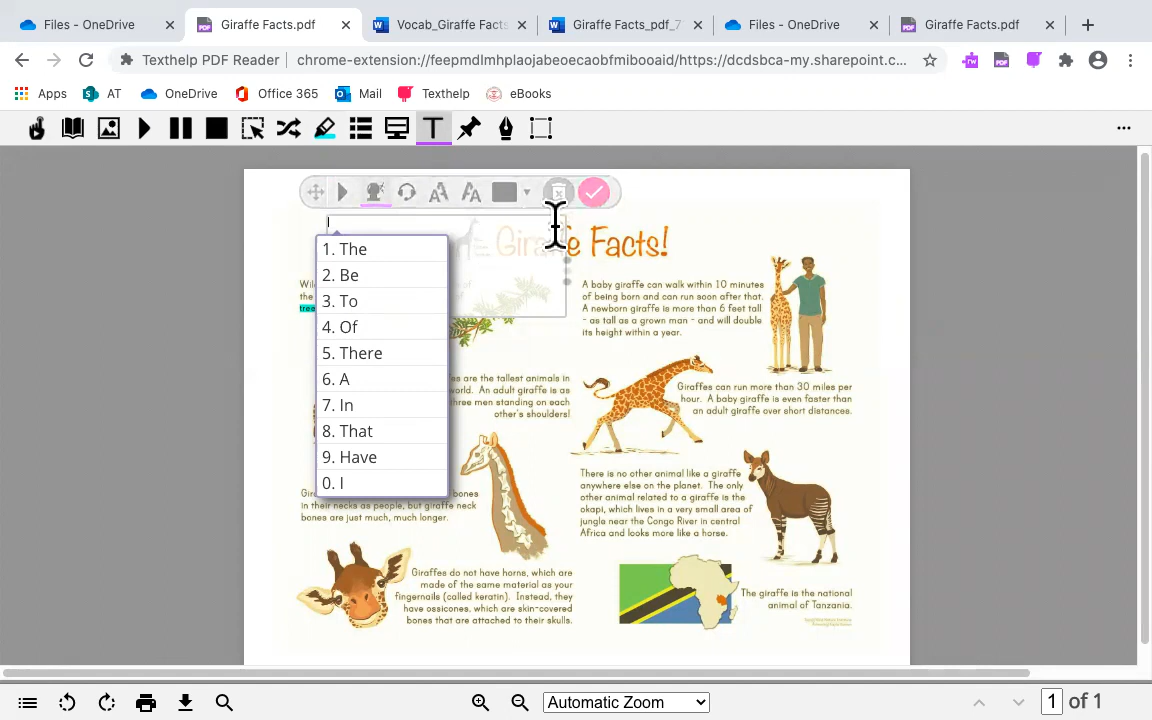 Files - OneDrive
Giraffe Facts.pdf
Vocab_Giraffe Facts
Giraffe Facts_pdf_7
Files - OneDrive
Giraffe Facts.pdf
Texthelp PDF Reader
chrome-extension://feepmdlmhplaojabeoecaobfmibooaid/https://dcdsbca-my.sharepoint.c...
Apps
AT
OneDrive
Office 365
Mail
Texthelp
eBooks
Giraffe Facts!
1. The
2. Be
3. To
4. Of
5. There
6. A
7. In
8. That
9. Have
0. I
A baby giraffe can walk within 10 minutes
of being born and can run soon after that.
A newborn giraffe is more than 6 feet tall
- as tall as a grown man - and will double
its height within a year.
are the tallest animals in
world. An adult giraffe is as
three men standing on each
other's shoulders!
Giraffes can run more than 30 miles per
hour. A baby giraffe is even faster than
an adult giraffe over short distances.
bones
in their necks as people, but giraffe neck
bones are just much, much longer.
There is no other animal like a giraffe
anywhere else on the planet. The only
other animal related to a giraffe is the
okapi, which lives in a very small area of
jungle near the Congo River in central
Africa and looks more like a horse.
Giraffes do not have horns, which are
made of the same material as your
fingernails (called keratin). Instead, they
have ossicones, which are skin-covered
bones that are attached to their skulls.
The giraffe is the national
animal of Tanzania.
Automatic Zoom
1 of 1